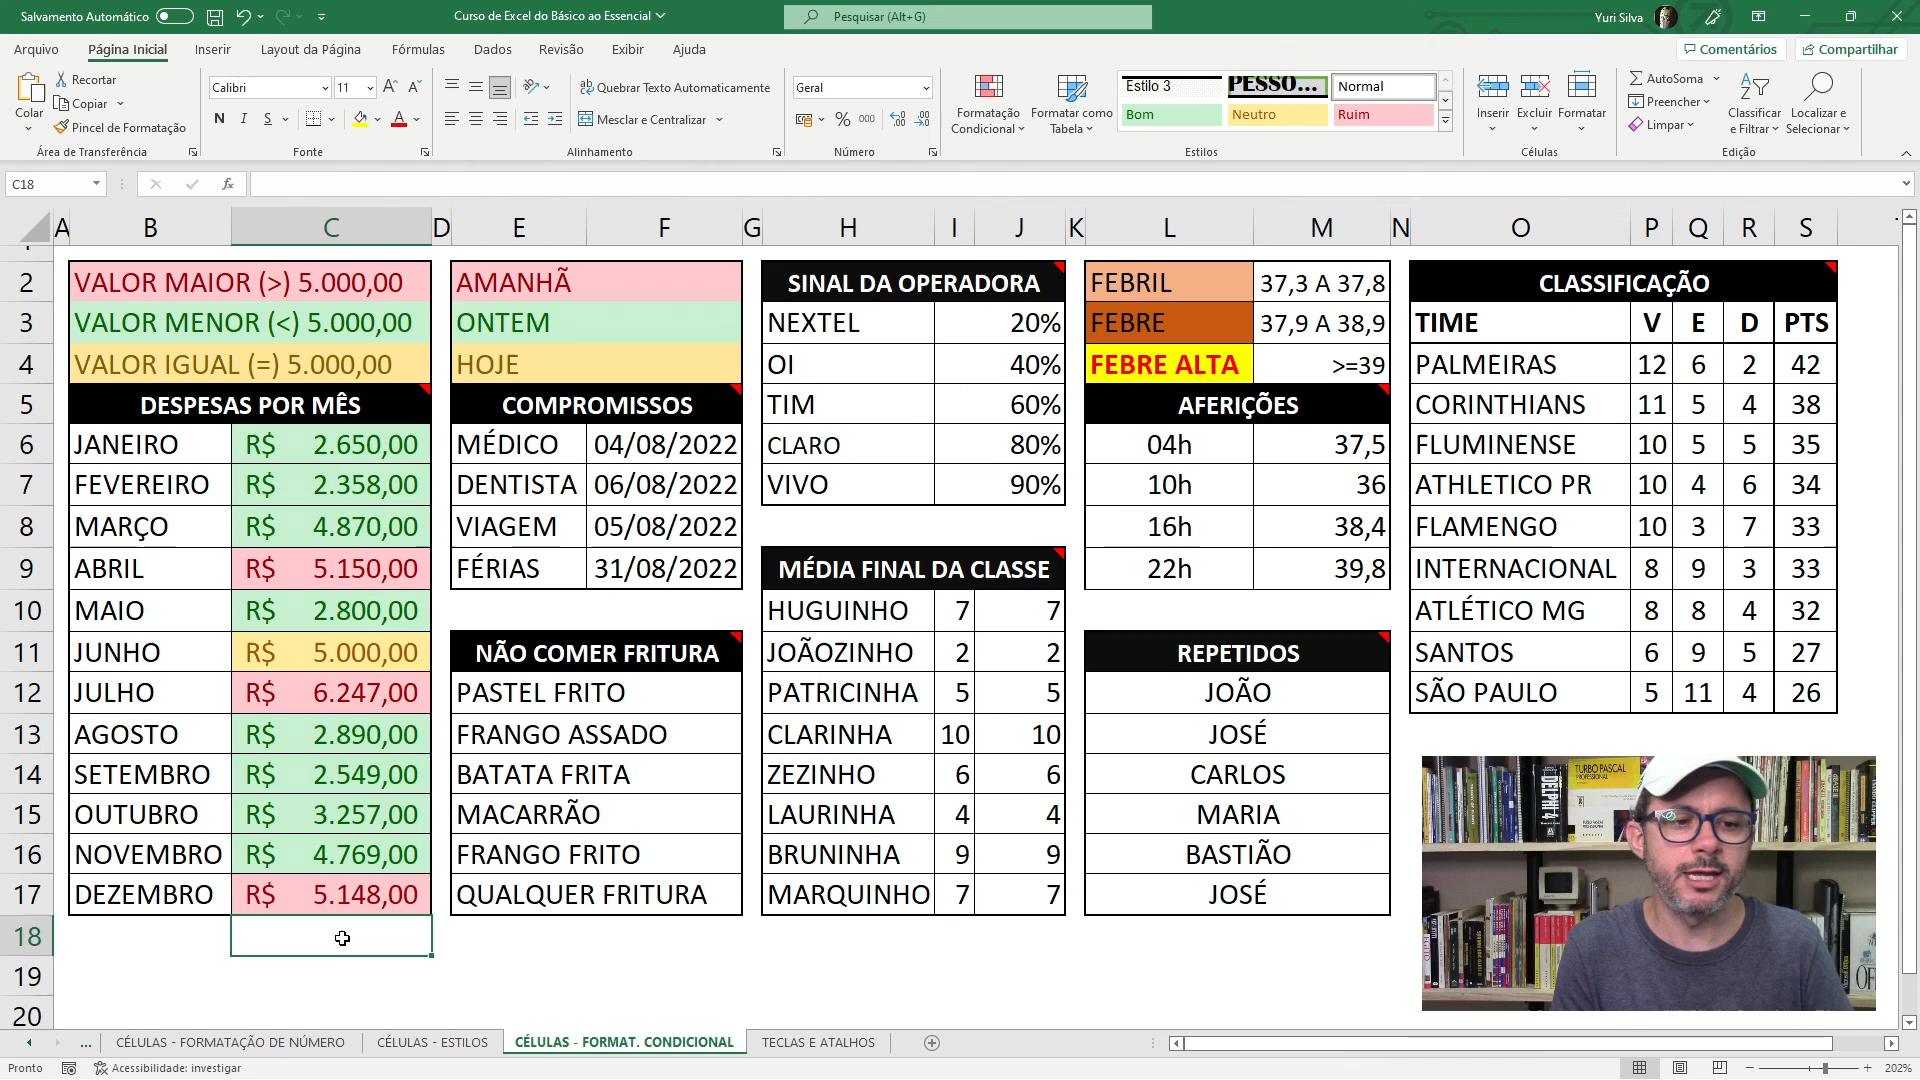 Salvamento Automático
Curso de Excel do Básico ao Essencial
Pesquisar (Alt+G)
Yuri Silva
Arquivo
Página Inicial
Inserir
Layout da Página
Fórmulas
Dados
Revisão
Exibir
Ajuda
Comentários
Compartilhar
Colar
Recortar
Copiar
Pincel de Formatação
Área de Transferência
Calibri
11
N I S
Fonte
Quebrar Texto Automaticamente
Mesclar e Centralizar
Alinhamento
Geral
% 000
Número
Formatação Condicional
Formatar como Tabela
Estilo 3
PESSO...
Normal
Bom
Neutro
Ruim
Estilos
Inserir
Excluir
Formatar
Células
AutoSoma
Preencher
Limpar
Classificar e Filtrar
Localizar e Selecionar
Edição
C18
fx
A B C D E F G H I J K L M N O P Q R S
2 VALOR MAIOR (>) 5.000,00 AMANHÃ SINAL DA OPERADORA FEBRIL 37,3 A 37,8 CLASSIFICAÇÃO
3 VALOR MENOR (<) 5.000,00 ONTEM NEXTEL 20% FEBRE 37,9 A 38,9 TIME V E D PTS
4 VALOR IGUAL (=) 5.000,00 HOJE OI 40% FEBRE ALTA >=39 PALMEIRAS 12 6 2 42
5 DESPESAS POR MÊS COMPROMISSOS TIM 60% AFERIÇÕES CORINTHIANS 11 5 4 38
6 JANEIRO R$ 2.650,00 MÉDICO 04/08/2022 CLARO 80% 04h 37,5 FLUMINENSE 10 5 5 35
7 FEVEREIRO R$ 2.358,00 DENTISTA 06/08/2022 VIVO 90% 10h 36 ATHLETICO PR 10 4 6 34
8 MARÇO R$ 4.870,00 VIAGEM 05/08/2022 16h 38,4 FLAMENGO 10 3 7 33
9 ABRIL R$ 5.150,00 FÉRIAS 31/08/2022 MÉDIA FINAL DA CLASSE 22h 39,8 INTERNACIONAL 8 9 3 33
10 MAIO R$ 2.800,00 HUGUINHO 7 7 ATLÉTICO MG 8 8 4 32
11 JUNHO R$ 5.000,00 NÃO COMER FRITURA JOÃOZINHO 2 2 REPETIDOS SANTOS 6 9 5 27
12 JULHO R$ 6.247,00 PASTEL FRITO PATRICINHA 5 5 JOÃO SÃO PAULO 5 11 4 26
13 AGOSTO R$ 2.890,00 FRANGO ASSADO CLARINHA 10 10 JOSÉ
14 SETEMBRO R$ 2.549,00 BATATA FRITA ZEZINHO 6 6 CARLOS
15 OUTUBRO R$ 3.257,00 MACARRÃO LAURINHA 4 4 MARIA
16 NOVEMBRO R$ 4.769,00 FRANGO FRITO BRUNINHA 9 9 BASTIÃO
17 DEZEMBRO R$ 5.148,00 QUALQUER FRITURA MARQUINHO 7 7 JOSÉ
18
19
20
TURBO PASCAL
DELPHI 4
... CÉLULAS - FORMATAÇÃO DE NÚMERO
CÉLULAS - ESTILOS
CÉLULAS - FORMAT. CONDICIONAL
TECLAS E ATALHOS
Pronto
Acessibilidade: investigar
202%